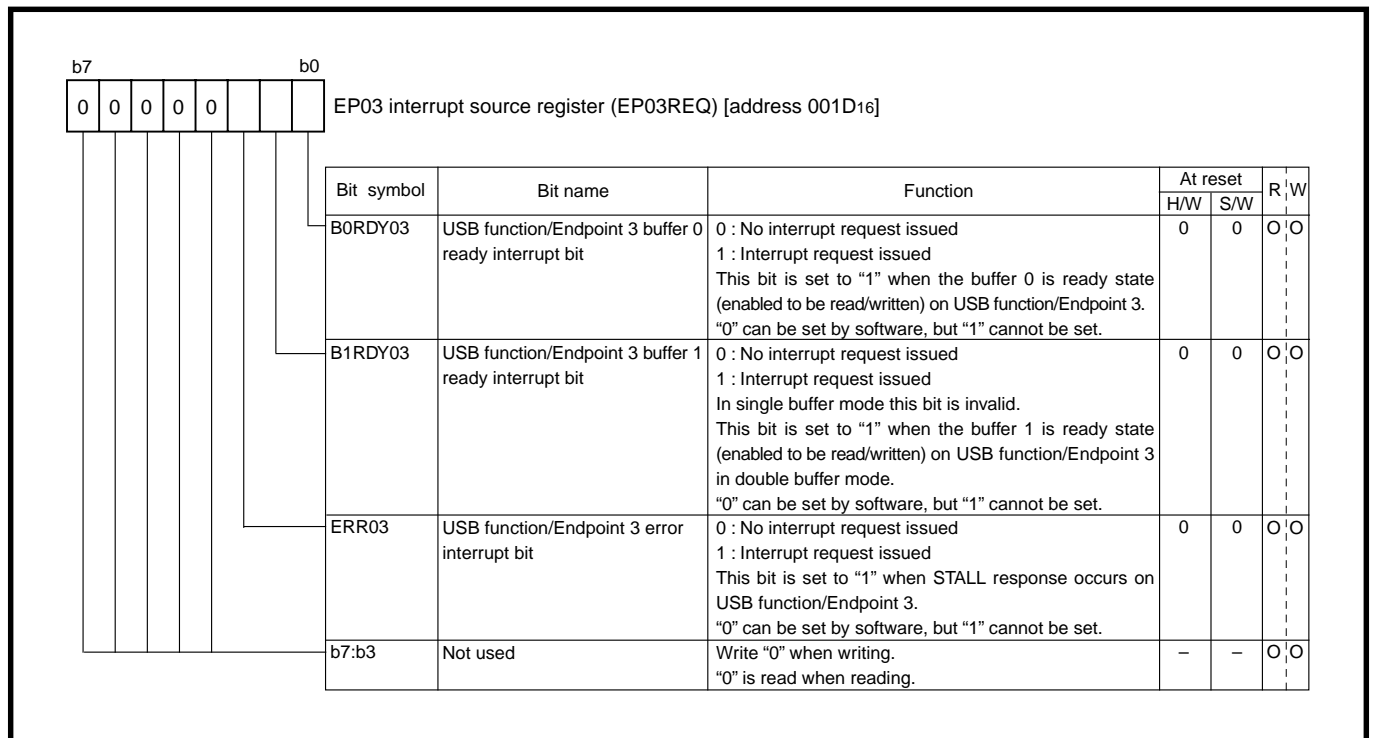 b7 b0
0 0 0 0 0
EP03 interrupt source register (EP03REQ) [address 001D16]
Bit symbol Bit name Function At reset R W
H/W S/W
B0RDY03 USB function/Endpoint 3 buffer 0 0 : No interrupt request issued 0 0 O O
ready interrupt bit 1 : Interrupt request issued
This bit is set to “1” when the buffer 0 is ready state
(enabled to be read/written) on USB function/Endpoint 3.
“0” can be set by software, but “1” cannot be set.
B1RDY03 USB function/Endpoint 3 buffer 1 0 : No interrupt request issued 0 0 O O
ready interrupt bit 1 : Interrupt request issued
In single buffer mode this bit is invalid.
This bit is set to “1” when the buffer 1 is ready state
(enabled to be read/written) on USB function/Endpoint 3
in double buffer mode.
“0” can be set by software, but “1” cannot be set.
ERR03 USB function/Endpoint 3 error 0 : No interrupt request issued 0 0 O O
interrupt bit 1 : Interrupt request issued
This bit is set to “1” when STALL response occurs on
USB function/Endpoint 3.
“0” can be set by software, but “1” cannot be set.
b7:b3 Not used Write “0” when writing. – – O O
“0” is read when reading.